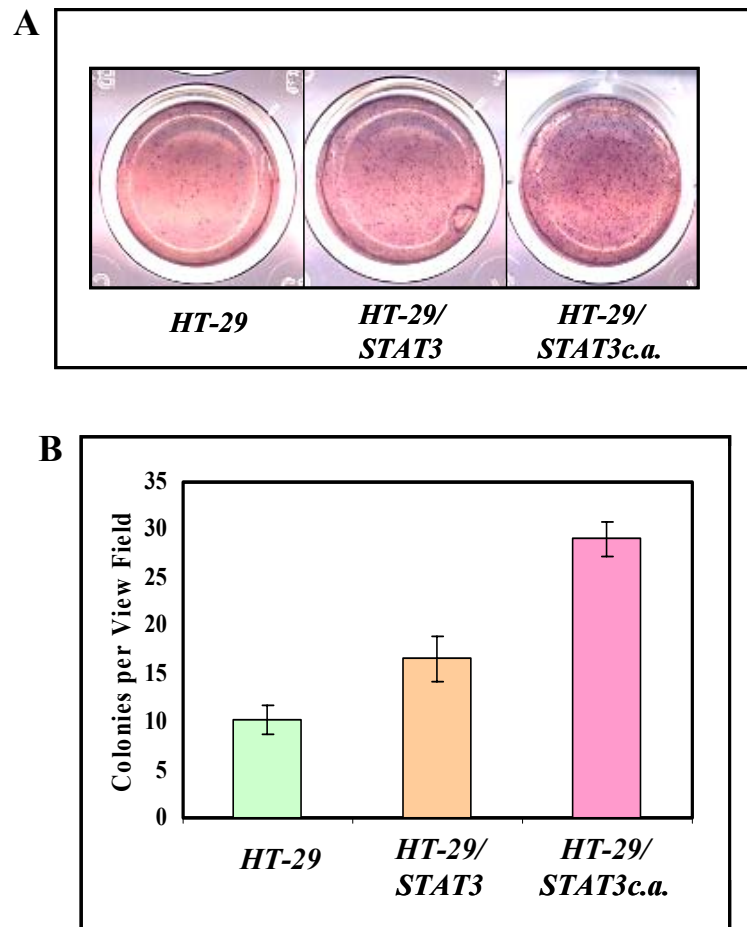 A
HT-29
HT-29/
STAT3
HT-29/
STAT3c.a.
B
Colonies per View Field
35
30
25
20
15
10
5
0
HT-29
HT-29/
STAT3
HT-29/
STAT3c.a.